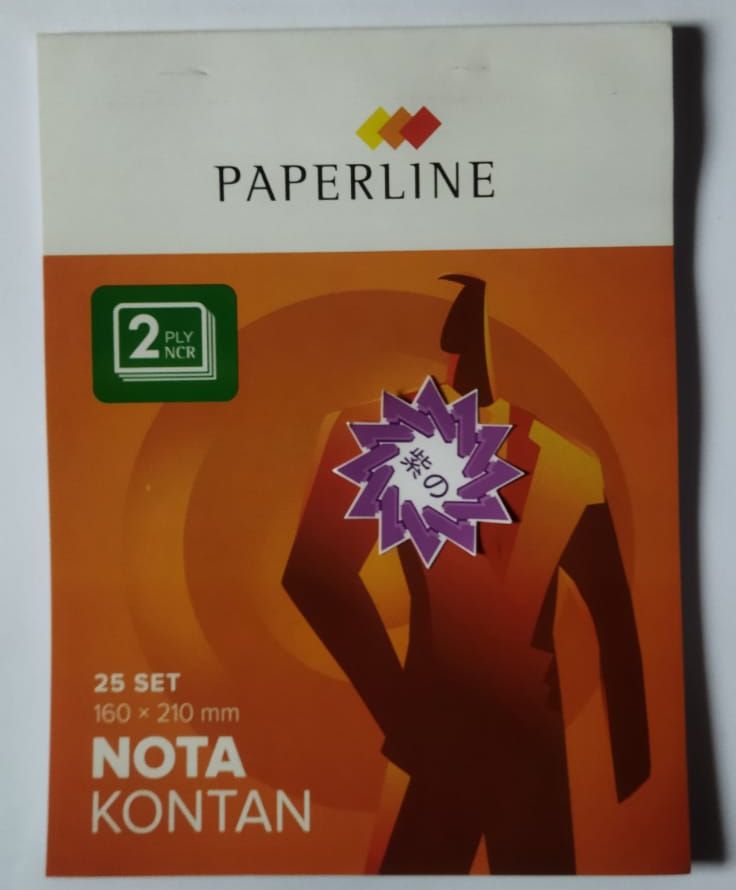 PAPERLINE
2 PLY
NCR
紫の
25 SET
160 × 210 mm
NOTA
KONTAN